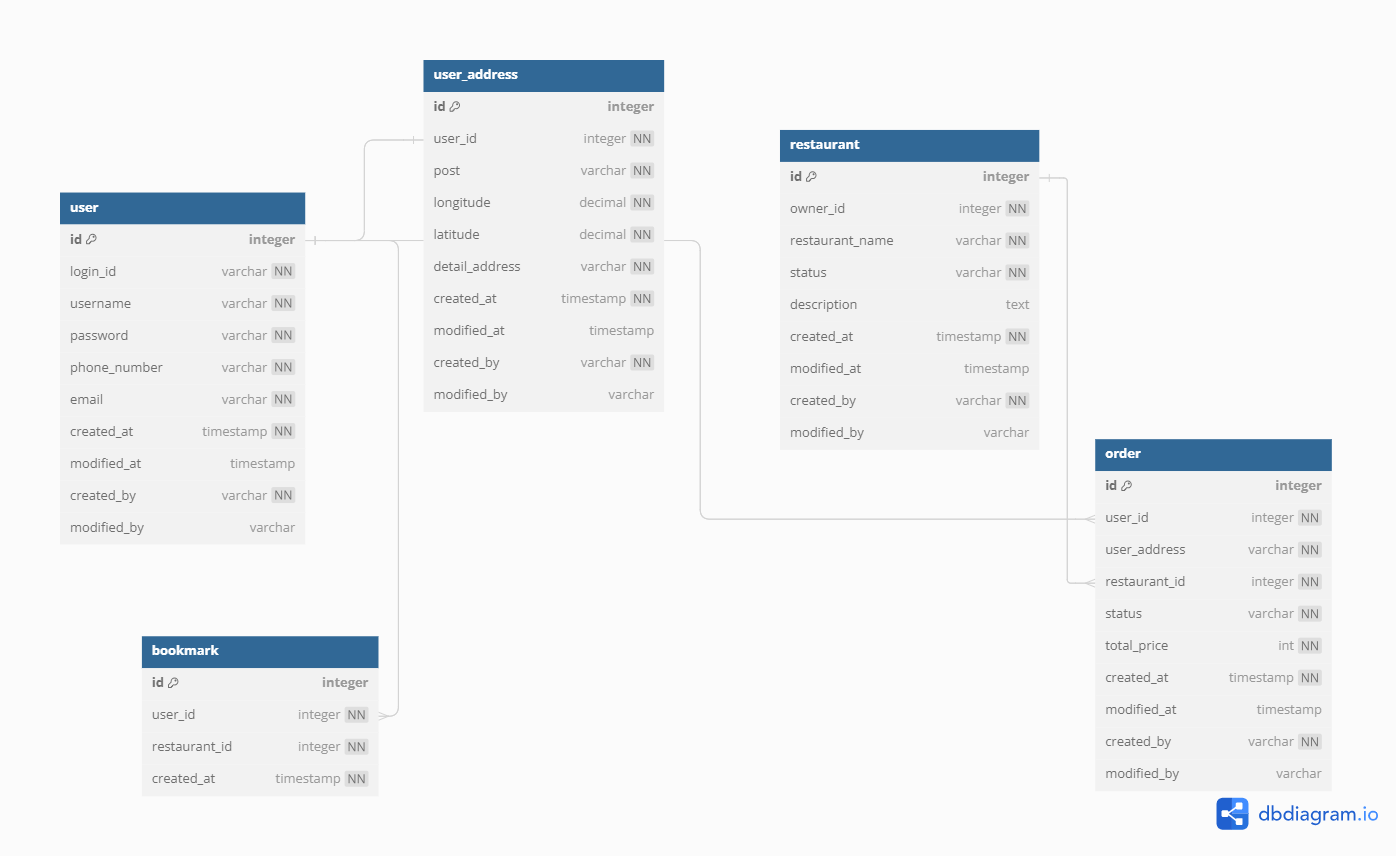 user_address
id integer
user_id integer NN
post varchar NN
longitude decimal NN
latitude decimal NN
detail_address varchar NN
created_at timestamp NN
modified_at timestamp
created_by varchar NN
modified_by varchar
restaurant
id integer
owner_id integer NN
restaurant_name varchar NN
status varchar NN
description text
created_at timestamp NN
modified_at timestamp
created_by varchar NN
modified_by varchar
user
id integer
login_id varchar NN
username varchar NN
password varchar NN
phone_number varchar NN
email varchar NN
created_at timestamp NN
modified_at timestamp
created_by varchar NN
modified_by varchar
order
id integer
user_id integer NN
user_address varchar NN
restaurant_id integer NN
status varchar NN
total_price int NN
created_at timestamp NN
modified_at timestamp
created_by varchar NN
modified_by varchar
bookmark
id integer
user_id integer NN
restaurant_id integer NN
created_at timestamp NN
dbdiagram.io